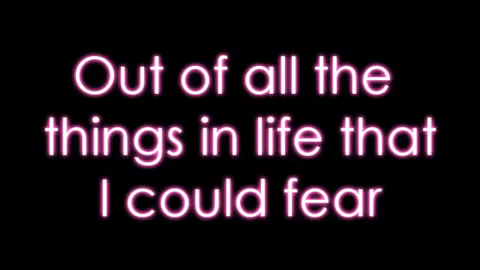 Out of all the
things in life that
I could fear